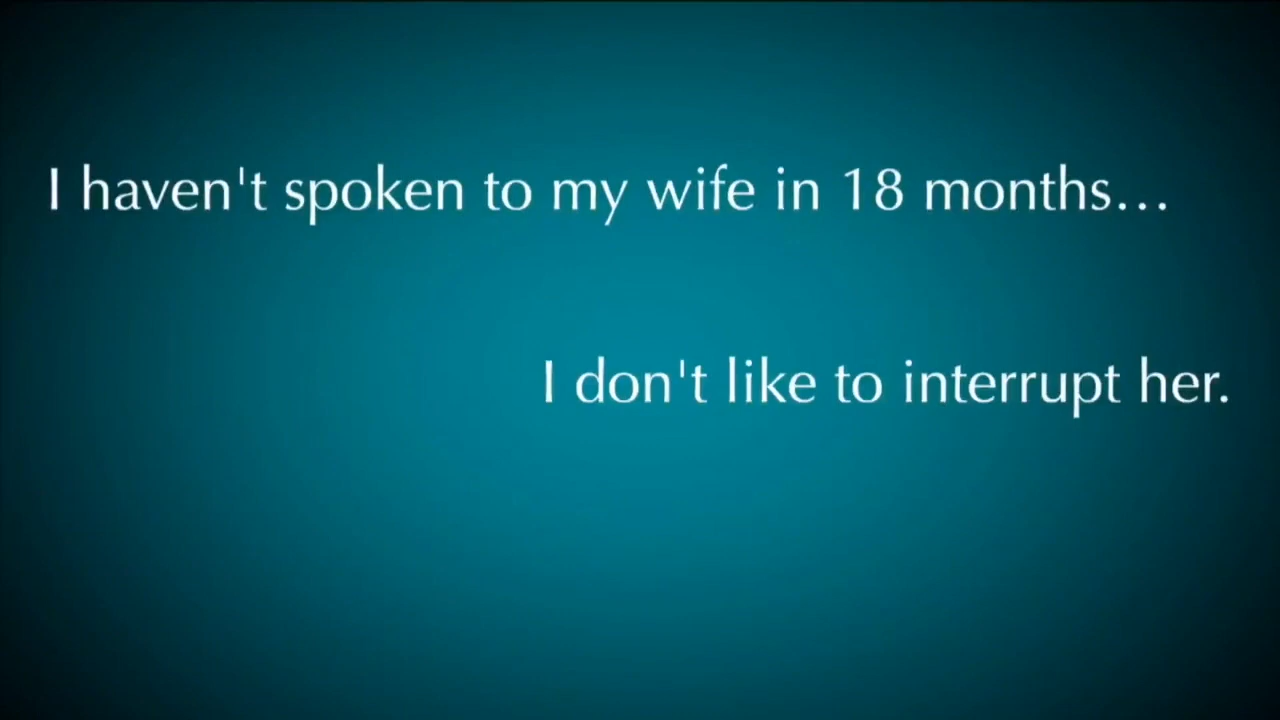 I haven't spoken to my wife in 18 months…
I don't like to interrupt her.